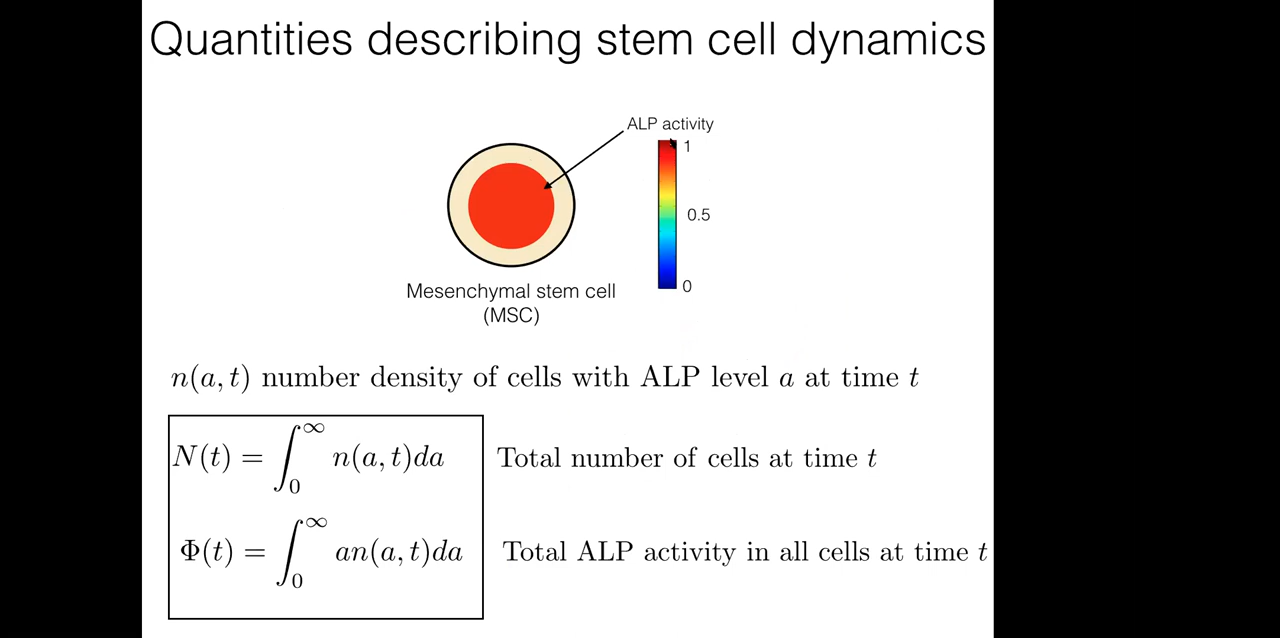 Quantities describing stem cell dynamics
ALP activity
1
0.5
0
Mesenchymal stem cell
(MSC)
n(a, t) number density of cells with ALP level a at time t
N(t) = ∫₀^∞ n(a, t)da Total number of cells at time t
Φ(t) = ∫₀^∞ an(a, t)da Total ALP activity in all cells at time t